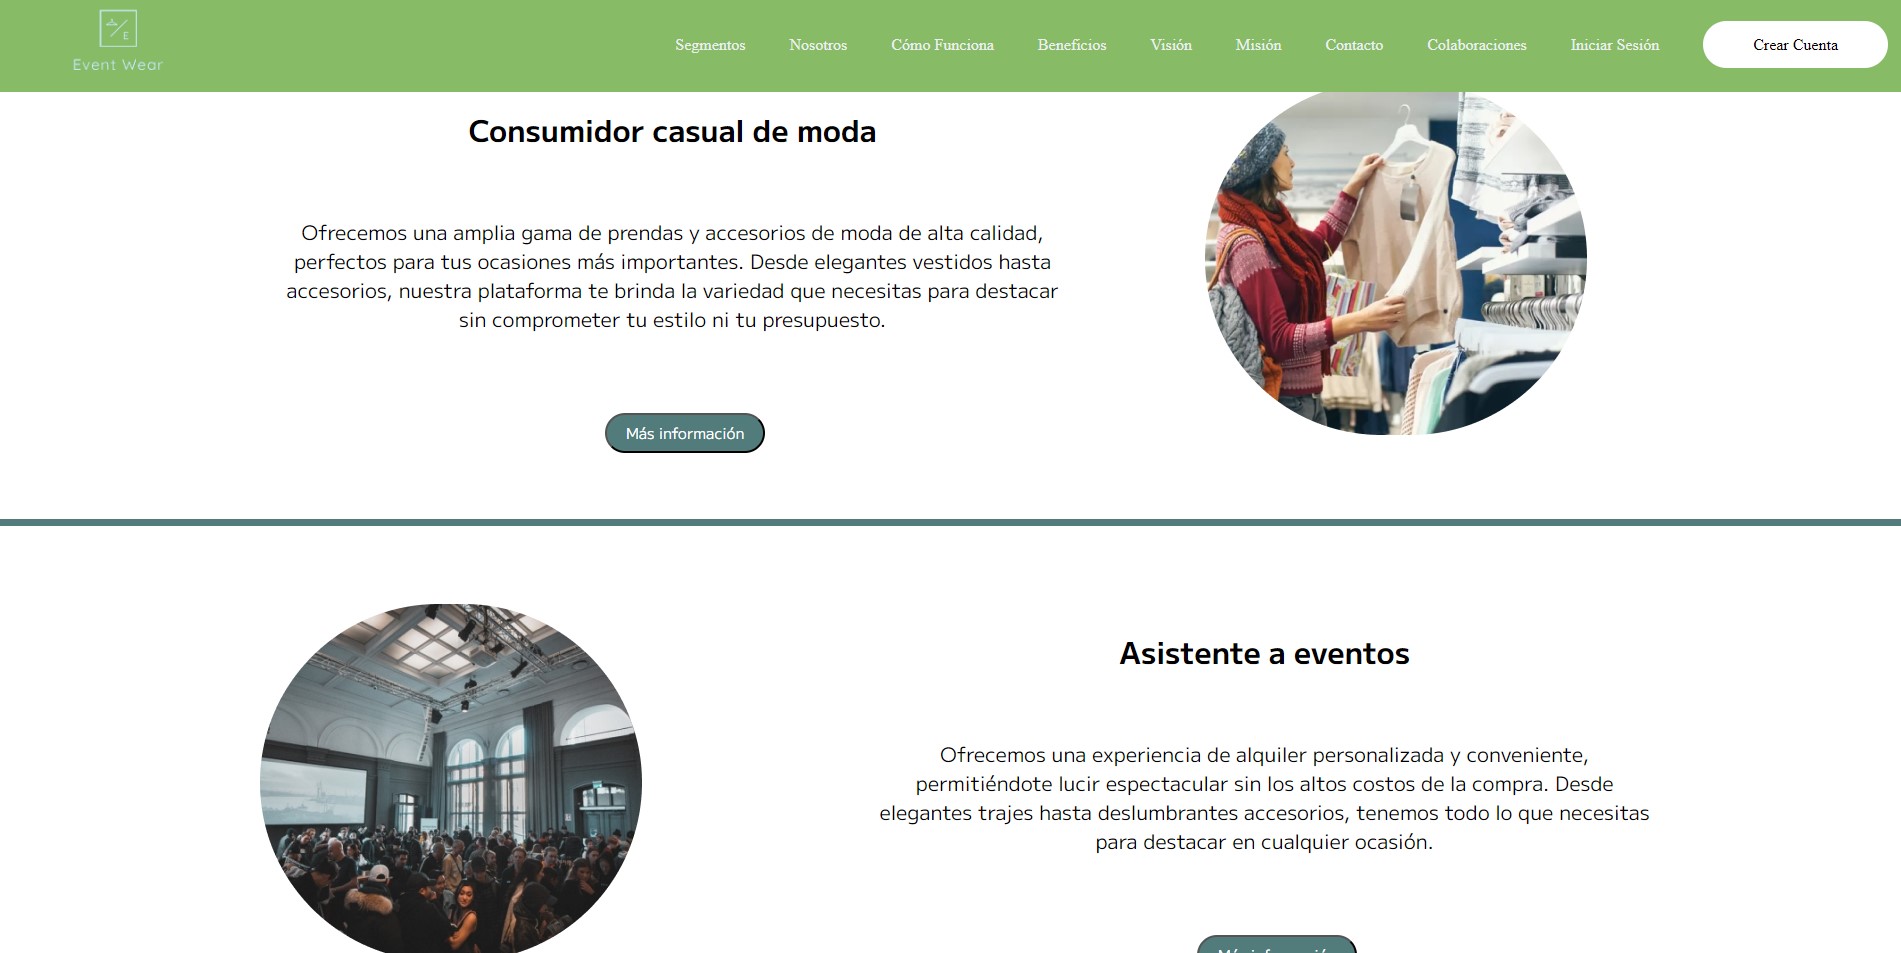 Event Wear
Segmentos
Nosotros
Cómo Funciona
Beneficios
Visión
Misión
Contacto
Colaboraciones
Iniciar Sesión
Crear Cuenta
Consumidor casual de moda
Ofrecemos una amplia gama de prendas y accesorios de moda de alta calidad,
perfectos para tus ocasiones más importantes. Desde elegantes vestidos hasta
accesorios, nuestra plataforma te brinda la variedad que necesitas para destacar
sin comprometer tu estilo ni tu presupuesto.
Más información
Asistente a eventos
Ofrecemos una experiencia de alquiler personalizada y conveniente,
permitiéndote lucir espectacular sin los altos costos de la compra. Desde
elegantes trajes hasta deslumbrantes accesorios, tenemos todo lo que necesitas
para destacar en cualquier ocasión.
Más información